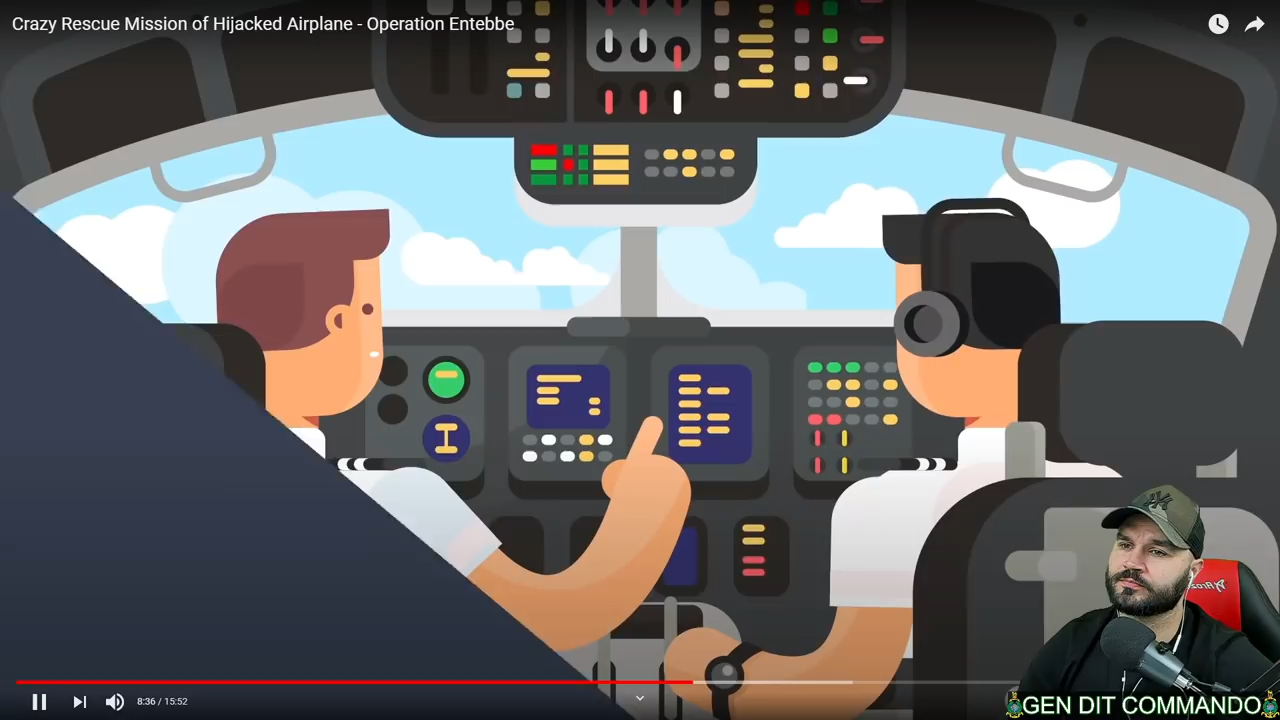 Crazy Rescue Mission of Hijacked Airplane - Operation Entebbe
8:36 / 15:52
GEN DIT COMMANDO